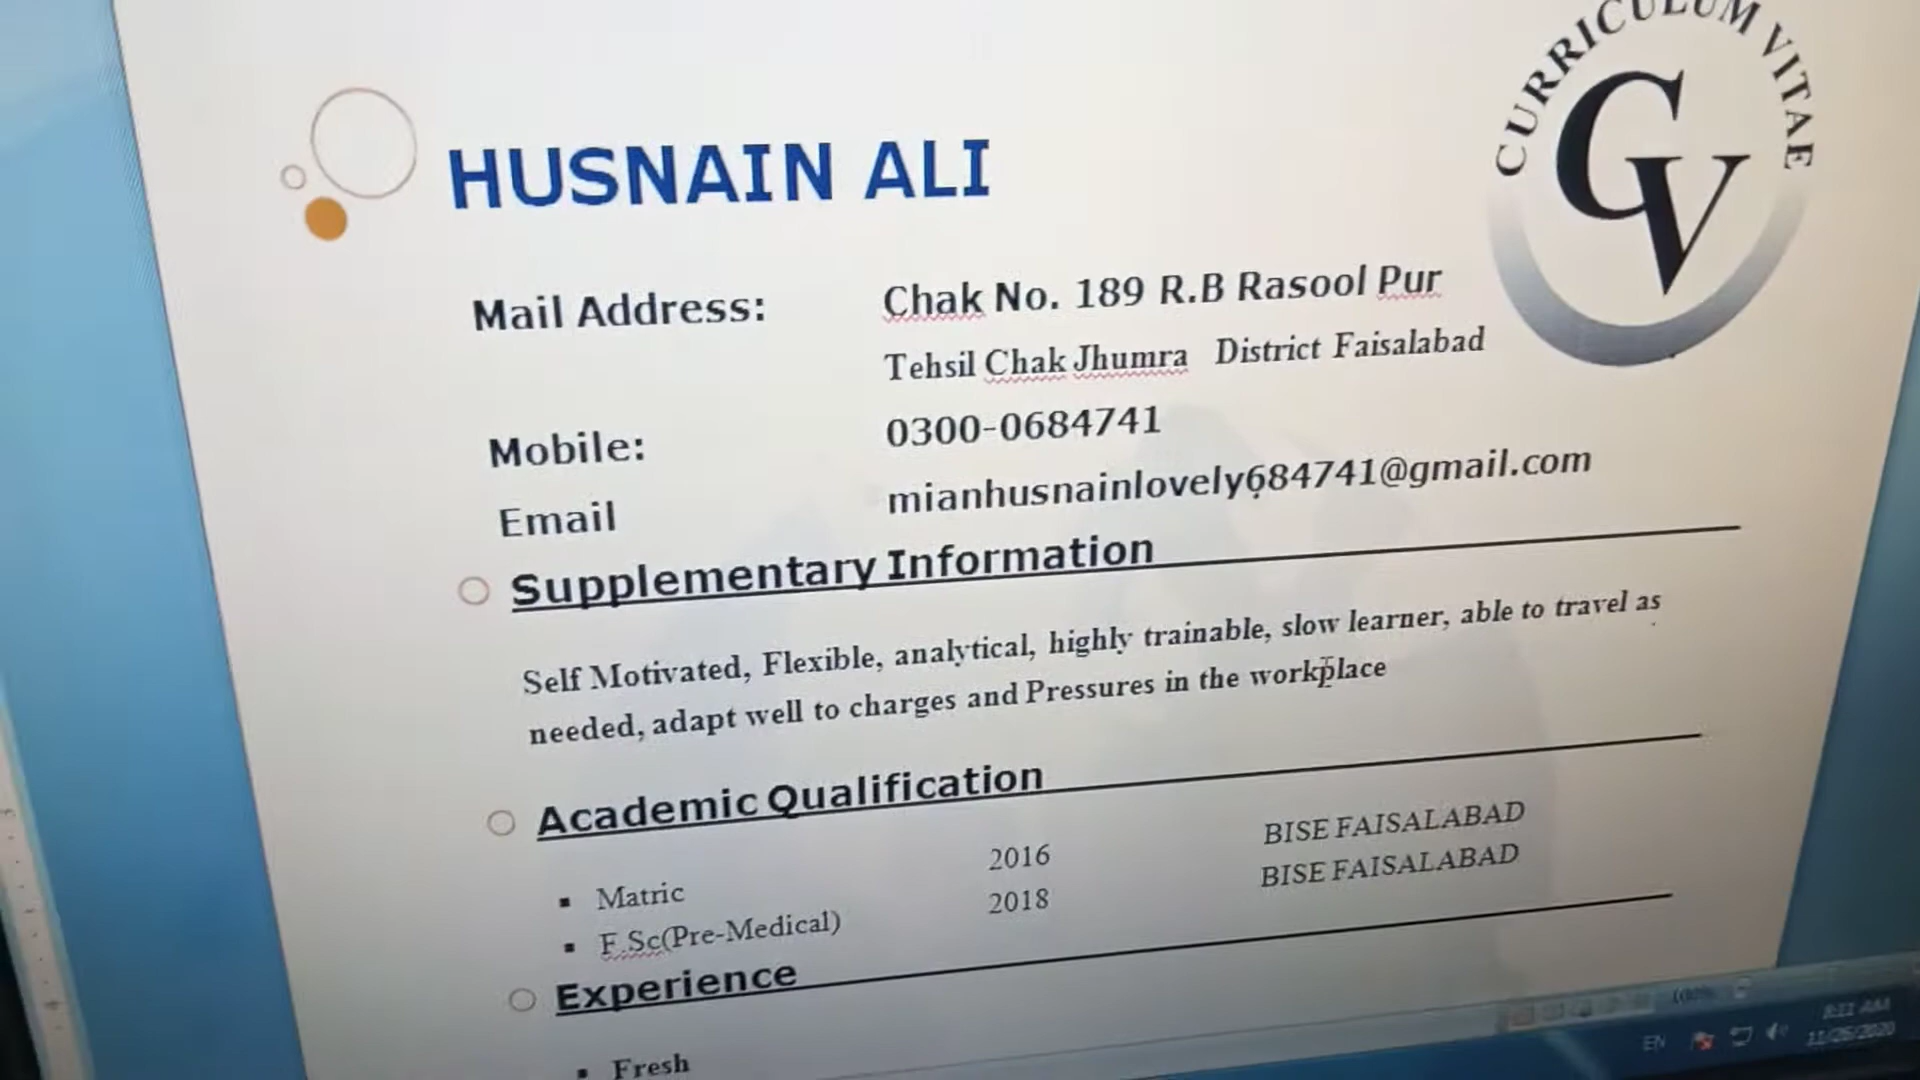 CURRICULUM VITAE
CV
HUSNAIN ALI
Mail Address: Chak No. 189 R.B Rasool Pur
Tehsil Chak Jhumra District Faisalabad
Mobile: 0300-0684741
Email mianhusnainlovely684741@gmail.com
Supplementary Information
Self Motivated, Flexible, analytical, highly trainable, slow learner, able to travel as
needed, adapt well to charges and Pressures in the workplace
Academic Qualification
Matric 2016 BISE FAISALABAD
F.Sc(Pre-Medical) 2018 BISE FAISALABAD
Experience
Fresh
100%
EN